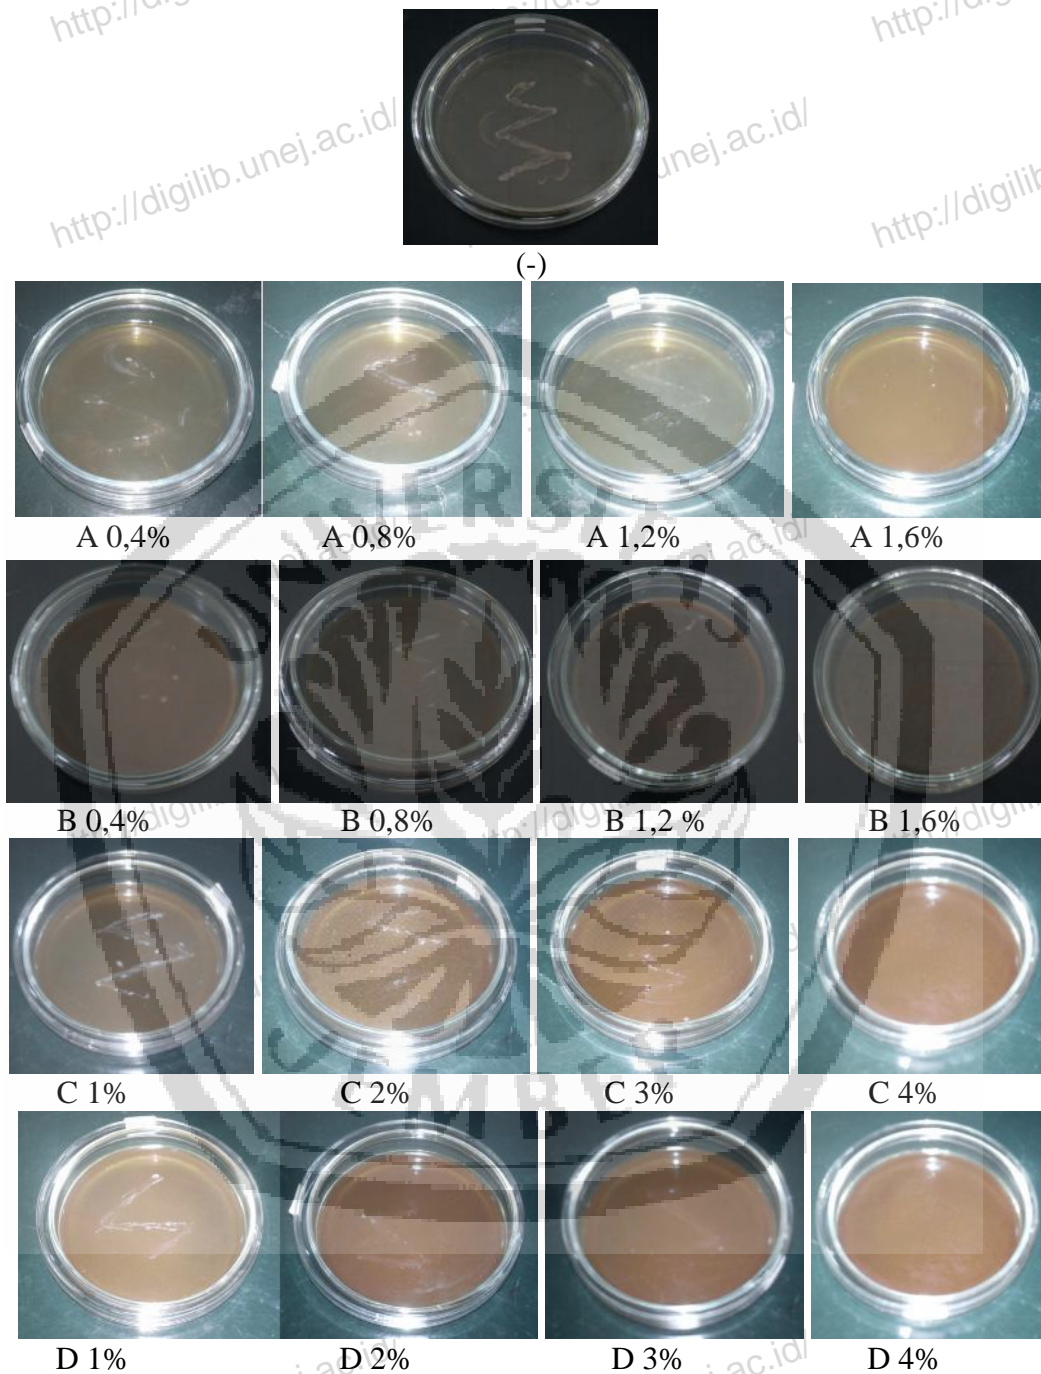 http://digilib.unej.ac.id/
(-)
A 0,4% A 0,8% A 1,2% A 1,6%
B 0,4% B 0,8% B 1,2 % B 1,6%
C 1% C 2% C 3% C 4%
D 1% D 2% D 3% D 4%